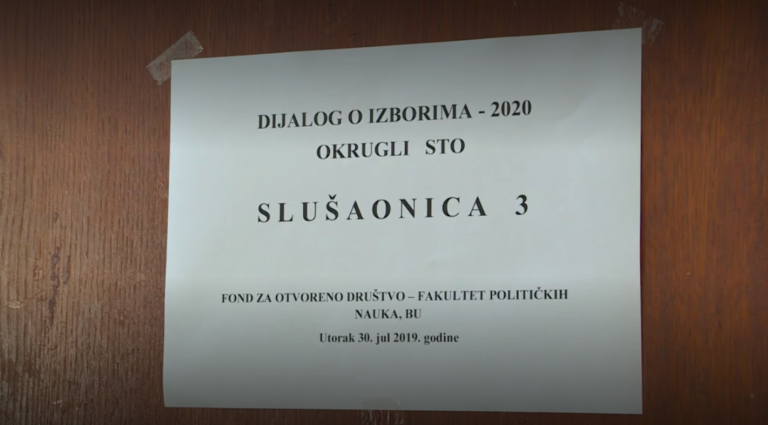 DIJALOG O IZBORIMA - 2020
OKRUGLI STO
SLUŠAONICA 3
FOND ZA OTVORENO DRUŠTVO – FAKULTET POLITIČKIH
NAUKA, BU
Utorak 30. jul 2019. godine